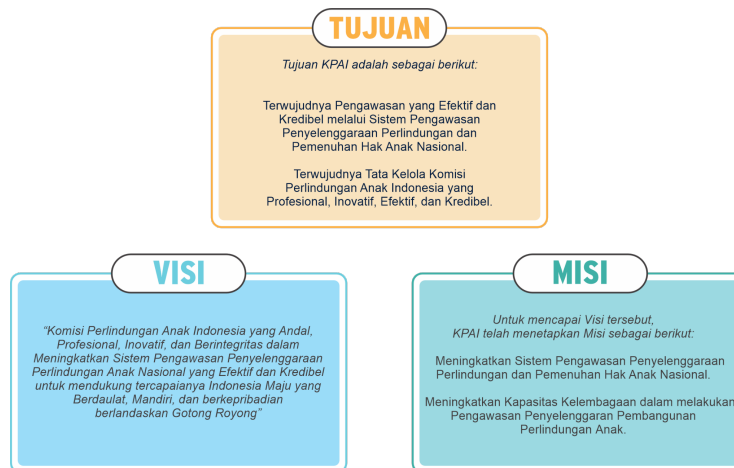 TUJUAN
Tujuan KPAI adalah sebagai berikut:
Terwujudnya Pengawasan yang Efektif dan
Kredibel melalui Sistem Pengawasan
Penyelenggaraan Perlindungan dan
Pemenuhan Hak Anak Nasional.
Terwujudnya Tata Kelola Komisi
Perlindungan Anak Indonesia yang
Profesional, Inovatif, Efektif, dan Kredibel.
VISI
“Komisi Perlindungan Anak Indonesia yang Andal,
Profesional, Inovatif, dan Berintegritas dalam
Meningkatkan Sistem Pengawasan Penyelenggaraan
Perlindungan Anak Nasional yang Efektif dan Kredibel
untuk mendukung tercapaianya Indonesia Maju yang
Berdaulat, Mandiri, dan berkepribadian
berlandaskan Gotong Royong”
MISI
Untuk mencapai Visi tersebut,
KPAI telah menetapkan Misi sebagai berikut:
Meningkatkan Sistem Pengawasan Penyelenggaraan
Perlindungan dan Pemenuhan Hak Anak Nasional.
Meningkatkan Kapasitas Kelembagaan dalam melakukan
Pengawasan Penyelenggaran Pembangunan
Perlindungan Anak.